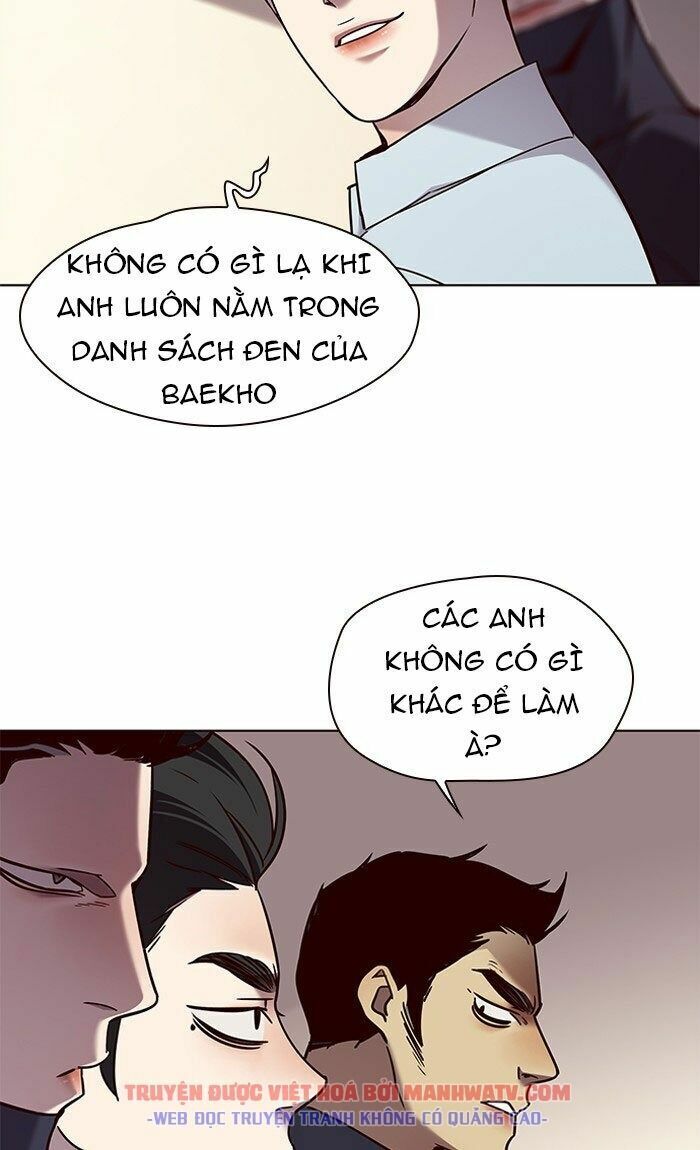 KHÔNG CÓ GÌ LẠ KHI
ANH LUÔN NẰM TRONG
DANH SÁCH ĐEN CỦA
BAEKHO
CÁC ANH
KHÔNG CÓ GÌ
KHÁC ĐỂ LÀM
À?
TRUYỆN ĐƯỢC VIỆT HOÁ BỞI MANHWATV.COM
-WEB ĐỌC TRUYỆN TRANH KHÔNG CÓ QUẢNG CÁO-